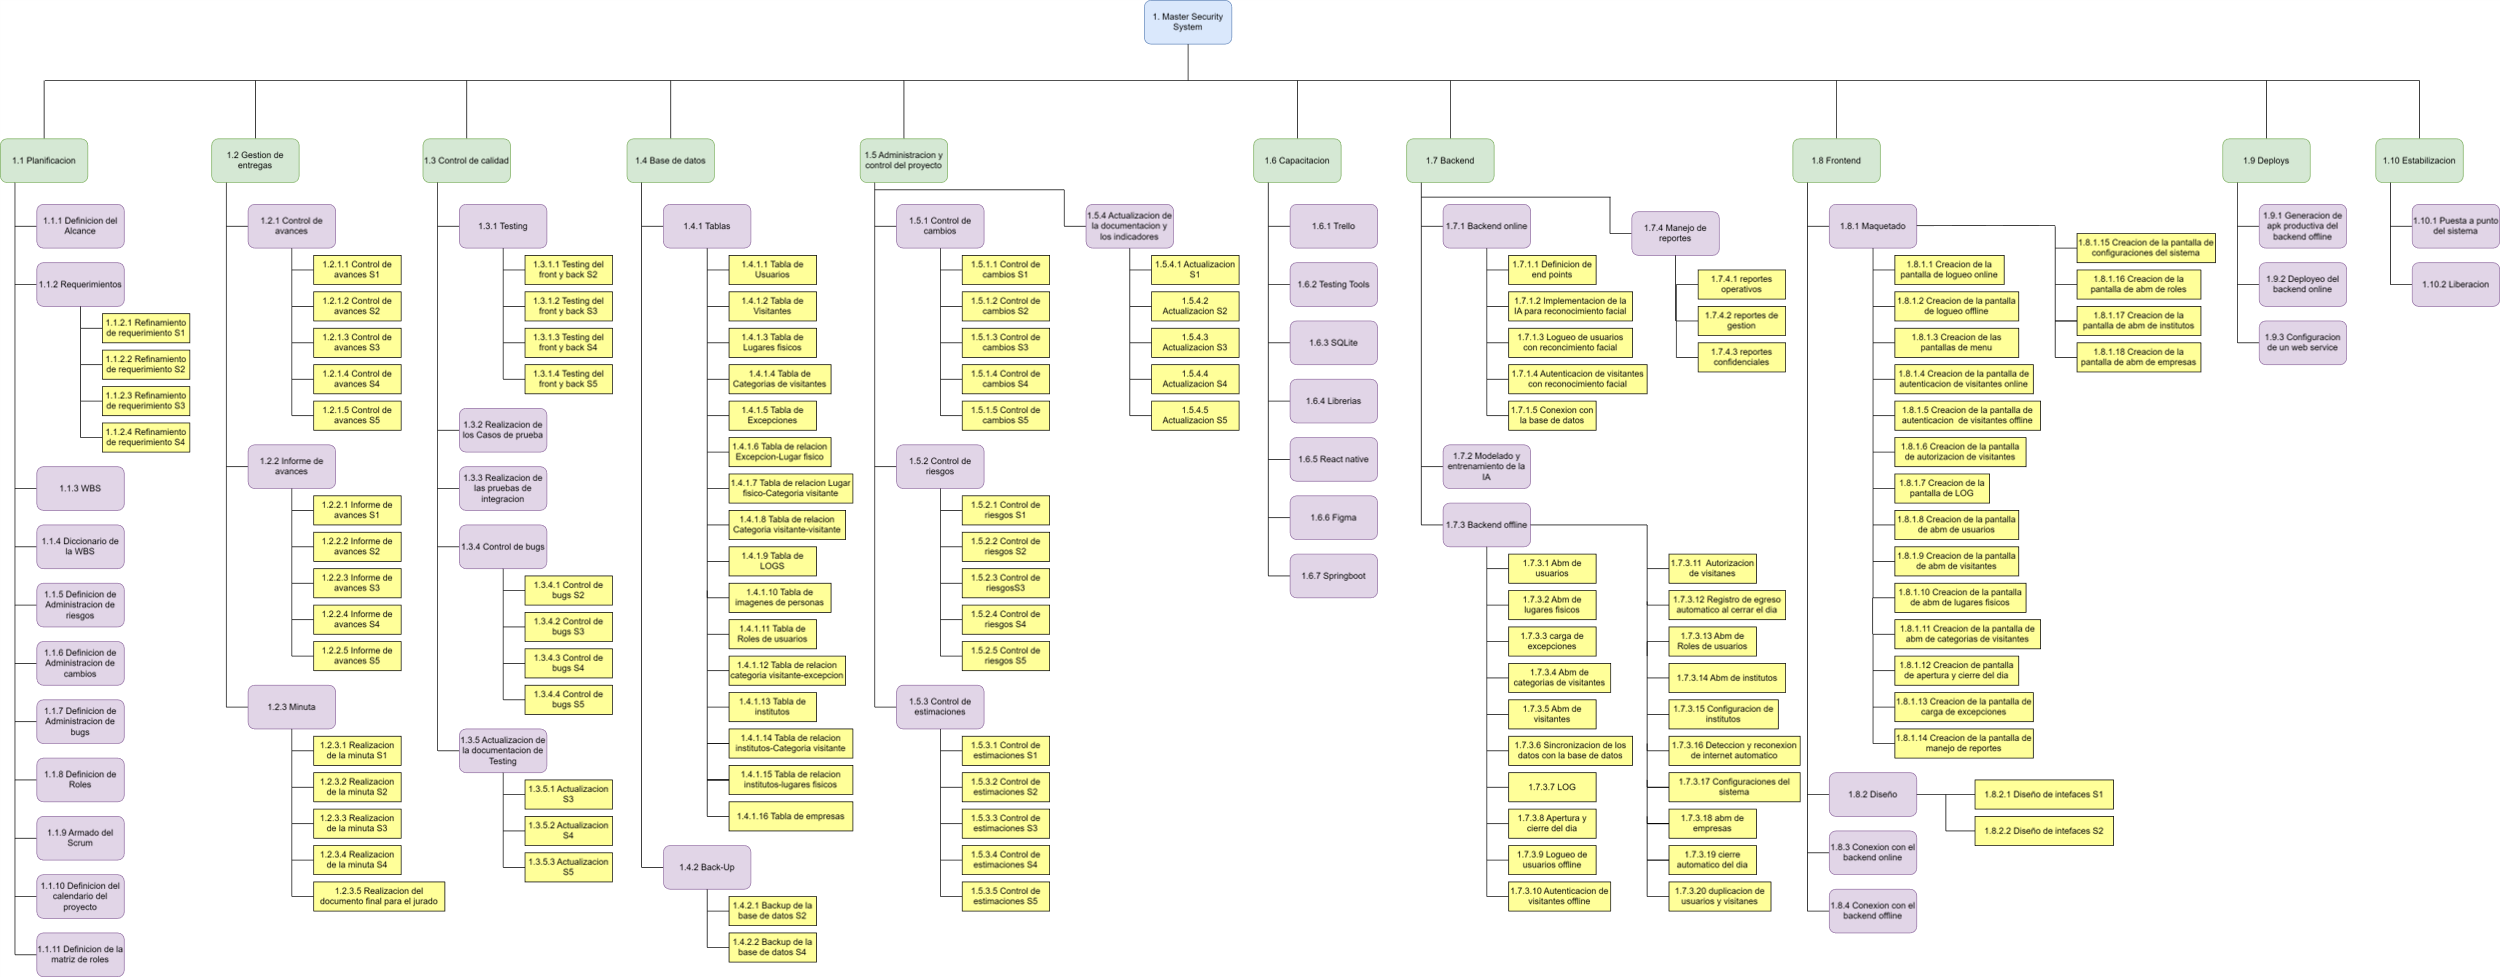 1. Master Security
System
1.1 Planificacion
1.1.1 Definicion del
Alcance
1.1.2 Requerimientos
1.1.2.1 Refinamiento
de requerimiento S1
1.1.2.2 Refinamiento
de requerimiento S2
1.1.2.3 Refinamiento
de requerimiento S3
1.1.2.4 Refinamiento
de requerimiento S4
1.1.3 WBS
1.1.4 Diccionario de
la WBS
1.1.5 Definicion de
Administracion de
riesgos
1.1.6 Definicion de
Administracion de
cambios
1.1.7 Definicion de
Administracion de
bugs
1.1.8 Definicion de
Roles
1.1.9 Armado del
Scrum
1.1.10 Definicion del
calendario del
proyecto
1.1.11 Definicion de la
matriz de roles
1.2 Gestion de
entregas
1.2.1 Control de
avances
1.2.1.1 Control de
avances S1
1.2.1.2 Control de
avances S2
1.2.1.3 Control de
avances S3
1.2.1.4 Control de
avances S4
1.2.1.5 Control de
avances S5
1.2.2 Informe de
avances
1.2.2.1 Informe de
avances S1
1.2.2.2 Informe de
avances S2
1.2.2.3 Informe de
avances S3
1.2.2.4 Informe de
avances S4
1.2.2.5 Informe de
avances S5
1.2.3 Minuta
1.2.3.1 Realizacion
de la minuta S1
1.2.3.2 Realizacion
de la minuta S2
1.2.3.3 Realizacion
de la minuta S3
1.2.3.4 Realizacion
de la minuta S4
1.2.3.5 Realizacion del
documento final para el jurado
1.3 Control de calidad
1.3.1 Testing
1.3.1.1 Testing del
front y back S2
1.3.1.2 Testing del
front y back S3
1.3.1.3 Testing del
front y back S4
1.3.1.4 Testing del
front y back S5
1.3.2 Realizacion de
los Casos de prueba
1.3.3 Realizacion de
las pruebas de
integracion
1.3.4 Control de bugs
1.3.4.1 Control de
bugs S2
1.3.4.2 Control de
bugs S3
1.3.4.3 Control de
bugs S4
1.3.4.4 Control de
bugs S5
1.3.5 Actualizacion de
la documentacion de
Testing
1.3.5.1 Actualizacion
S3
1.3.5.2 Actualizacion
S4
1.3.5.3 Actualizacion
S5
1.4 Base de datos
1.4.1 Tablas
1.4.1.1 Tabla de
Usuarios
1.4.1.2 Tabla de
Visitantes
1.4.1.3 Tabla de
Lugares fisicos
1.4.1.4 Tabla de
Categorias de visitantes
1.4.1.5 Tabla de
Excepciones
1.4.1.6 Tabla de relacion
Excepcion-Lugar fisico
1.4.1.7 Tabla de relacion Lugar
fisico-Categoria visitante
1.4.1.8 Tabla de relacion
Categoria visitante-visitante
1.4.1.9 Tabla de
LOGS
1.4.1.10 Tabla de
imagenes de personas
1.4.1.11 Tabla de
Roles de usuarios
1.4.1.12 Tabla de relacion
categoria visitante-excepcion
1.4.1.13 Tabla de
institutos
1.4.1.14 Tabla de relacion
institutos-Categoria visitante
1.4.1.15 Tabla de relacion
institutos-lugares fisicos
1.4.1.16 Tabla de empresas
1.4.2 Back-Up
1.4.2.1 Backup de la
base de datos S2
1.4.2.2 Backup de la
base de datos S4
1.5 Administracion y
control del proyecto
1.5.1 Control de
cambios
1.5.1.1 Control de
cambios S1
1.5.1.2 Control de
cambios S2
1.5.1.3 Control de
cambios S3
1.5.1.4 Control de
cambios S4
1.5.1.5 Control de
cambios S5
1.5.2 Control de
riesgos
1.5.2.1 Control de
riesgos S1
1.5.2.2 Control de
riesgos S2
1.5.2.3 Control de
riesgosS3
1.5.2.4 Control de
riesgos S4
1.5.2.5 Control de
riesgos S5
1.5.3 Control de
estimaciones
1.5.3.1 Control de
estimaciones S1
1.5.3.2 Control de
estimaciones S2
1.5.3.3 Control de
estimaciones S3
1.5.3.4 Control de
estimaciones S4
1.5.3.5 Control de
estimaciones S5
1.5.4 Actualizacion de
la documentacion y
los indicadores
1.5.4.1 Actualizacion
S1
1.5.4.2
Actualizacion S2
1.5.4.3
Actualizacion S3
1.5.4.4
Actualizacion S4
1.5.4.5
Actualizacion S5
1.6 Capacitacion
1.6.1 Trello
1.6.2 Testing Tools
1.6.3 SQLite
1.6.4 Librerias
1.6.5 React native
1.6.6 Figma
1.6.7 Springboot
1.7 Backend
1.7.1 Backend online
1.7.1.1 Definicion de
end points
1.7.1.2 Implementacion de la
IA para reconocimiento facial
1.7.1.3 Logueo de usuarios
con reconcimiento facial
1.7.1.4 Autenticacion de visitantes
con reconocimiento facial
1.7.1.5 Conexion con
la base de datos
1.7.2 Modelado y
entrenamiento de la
IA
1.7.3 Backend offline
1.7.3.1 Abm de
usuarios
1.7.3.2 Abm de
lugares fisicos
1.7.3.3 carga de
excepciones
1.7.3.4 Abm de
categorias de visitantes
1.7.3.5 Abm de
visitantes
1.7.3.6 Sincronizacion de los
datos con la base de datos
1.7.3.7 LOG
1.7.3.8 Apertura y
cierre del dia
1.7.3.9 Logueo de
usuarios offline
1.7.3.10 Autenticacion de
visitantes offline
1.7.3.11 Autorizacion
de visitanes
1.7.3.12 Registro de egreso
automatico al cerrar el dia
1.7.3.13 Abm de
Roles de usuarios
1.7.3.14 Abm de institutos
1.7.3.15 Configuracion de
institutos
1.7.3.16 Deteccion y reconexion
de internet automatico
1.7.3.17 Configuraciones del
sistema
1.7.3.18 abm de
empresas
1.7.3.19 cierre
automatico del dia
1.7.3.20 duplicacion de
usuarios y visitanes
1.7.4 Manejo de
reportes
1.7.4.1 reportes
operativos
1.7.4.2 reportes de
gestion
1.7.4.3 reportes
confidenciales
1.8 Frontend
1.8.1 Maquetado
1.8.1.1 Creacion de la
pantalla de logueo online
1.8.1.2 Creacion de la pantalla
de logueo offline
1.8.1.3 Creacion de las
pantallas de menu
1.8.1.4 Creacion de la pantalla de
autenticacion de visitantes online
1.8.1.5 Creacion de la pantalla de
autenticacion de visitantes offline
1.8.1.6 Creacion de la pantalla
de autorizacion de visitantes
1.8.1.7 Creacion de la
pantalla de LOG
1.8.1.8 Creacion de la pantalla
de abm de usuarios
1.8.1.9 Creacion de la pantalla
de abm de visitantes
1.8.1.10 Creacion de la pantalla
de abm de lugares fisicos
1.8.1.11 Creacion de la pantalla de
abm de categorias de visitantes
1.8.1.12 Creacion de pantalla
de apertura y cierre del dia
1.8.1.13 Creacion de la pantalla de
carga de excepciones
1.8.1.14 Creacion de la pantalla de
manejo de reportes
1.8.1.15 Creacion de la pantalla de
configuraciones del sistema
1.8.1.16 Creacion de la
pantalla de abm de roles
1.8.1.17 Creacion de la
pantalla de abm de institutos
1.8.1.18 Creacion de la
pantalla de abm de empresas
1.8.2 Diseño
1.8.2.1 Diseño de intefaces S1
1.8.2.2 Diseño de intefaces S2
1.8.3 Conexion con el
backend online
1.8.4 Conexion con el
backend offline
1.9 Deploys
1.9.1 Generacion de
apk productiva del
backend offline
1.9.2 Deployeo del
backend online
1.9.3 Configuracion
de un web service
1.10 Estabilizacion
1.10.1 Puesta a punto
del sistema
1.10.2 Liberacion